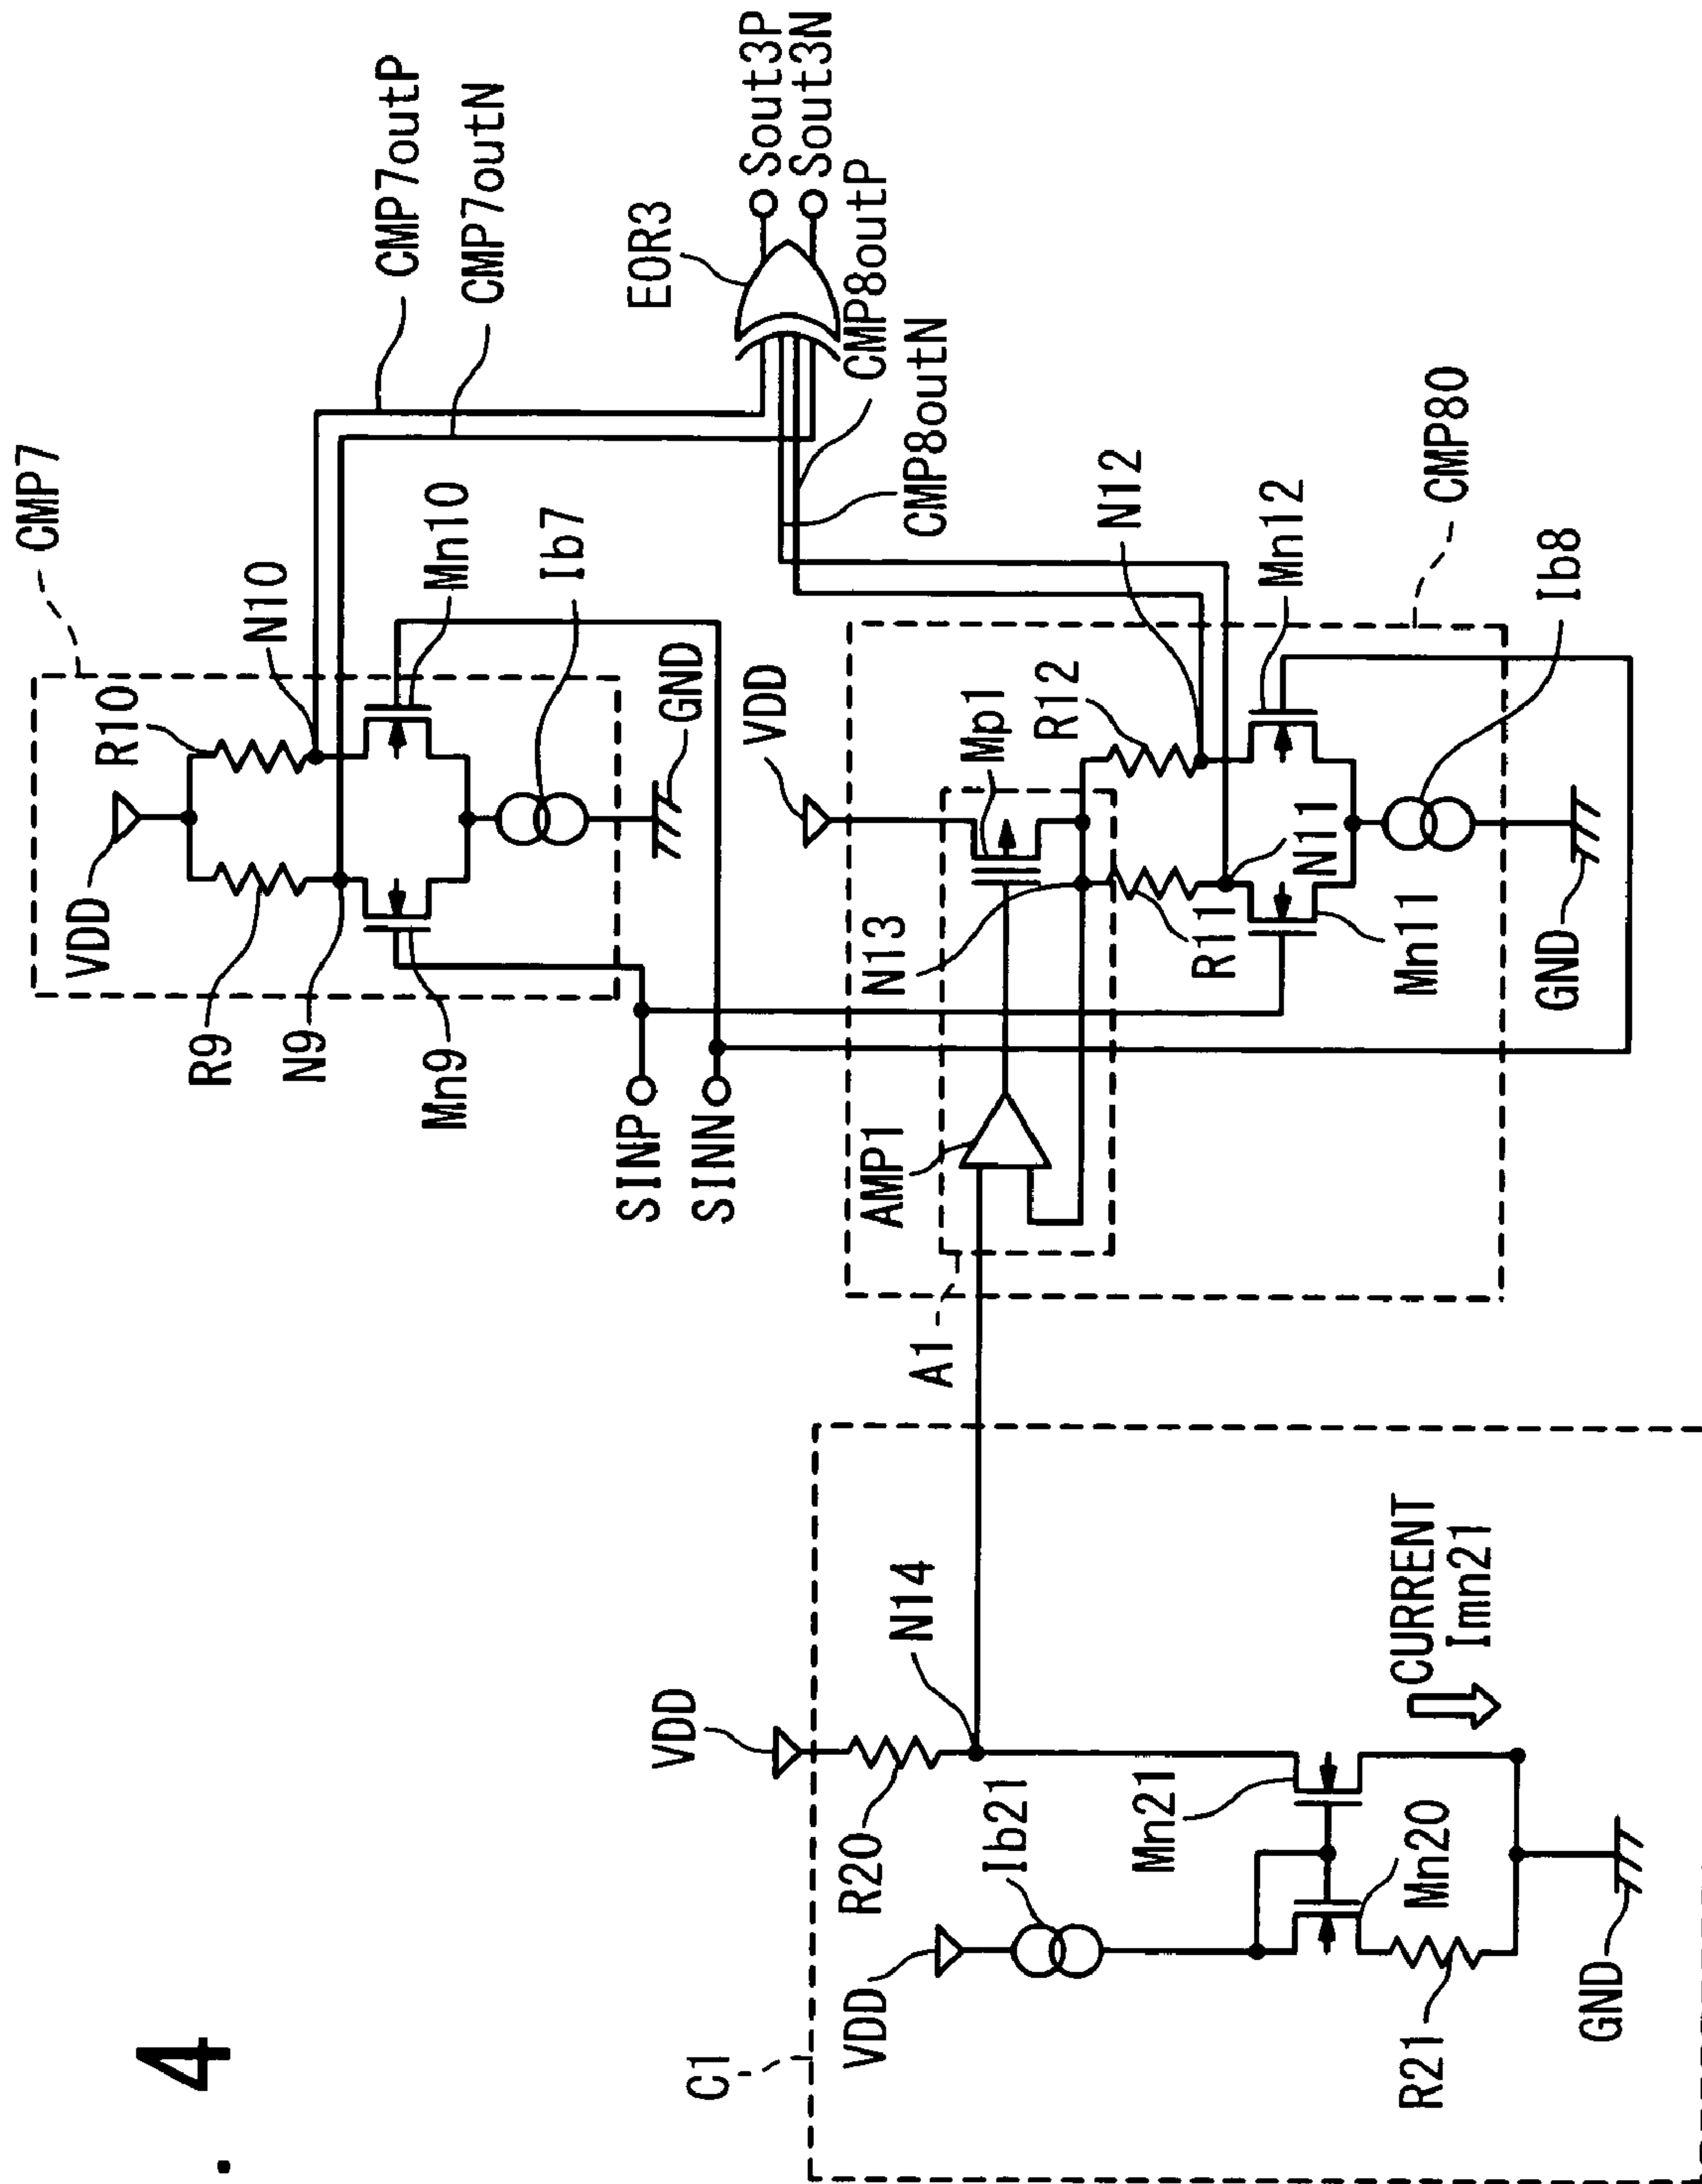 . 4
CMP7
VDD
R10
N10
CMP7outP
CMP7outN
R9
N9
Mn9
Mn10
Ib7
GND
SINP
SINN
EOR3
Sout3P
Sout3N
CMP8outP
CMP8outN
VDD
Mp1
R12
N12
N13
AMP1
A1
R11
N11
Mn11
Mn12
CMP80
Ib8
GND
C1
VDD
R20
N14
VDD
Ib21
Mn21
Mn20
R21
CURRENT
Imn21
GND